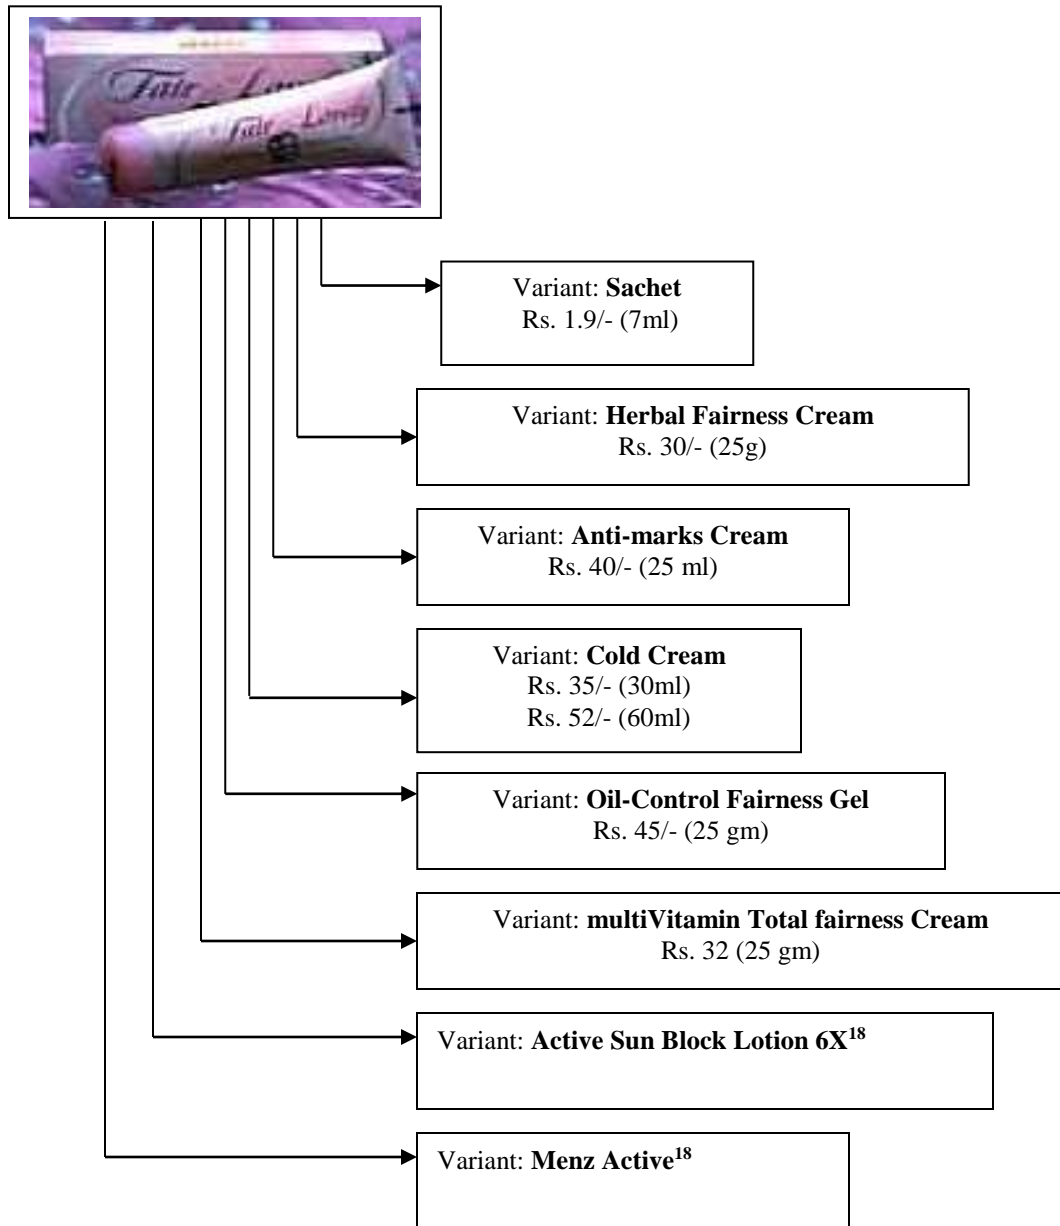 Fair & Lovely
Fair & Lovely
Variant: Sachet
Rs. 1.9/- (7ml)
Variant: Herbal Fairness Cream
Rs. 30/- (25g)
Variant: Anti-marks Cream
Rs. 40/- (25 ml)
Variant: Cold Cream
Rs. 35/- (30ml)
Rs. 52/- (60ml)
Variant: Oil-Control Fairness Gel
Rs. 45/- (25 gm)
Variant: multiVitamin Total fairness Cream
Rs. 32 (25 gm)
Variant: Active Sun Block Lotion 6X¹⁸
Variant: Menz Active¹⁸